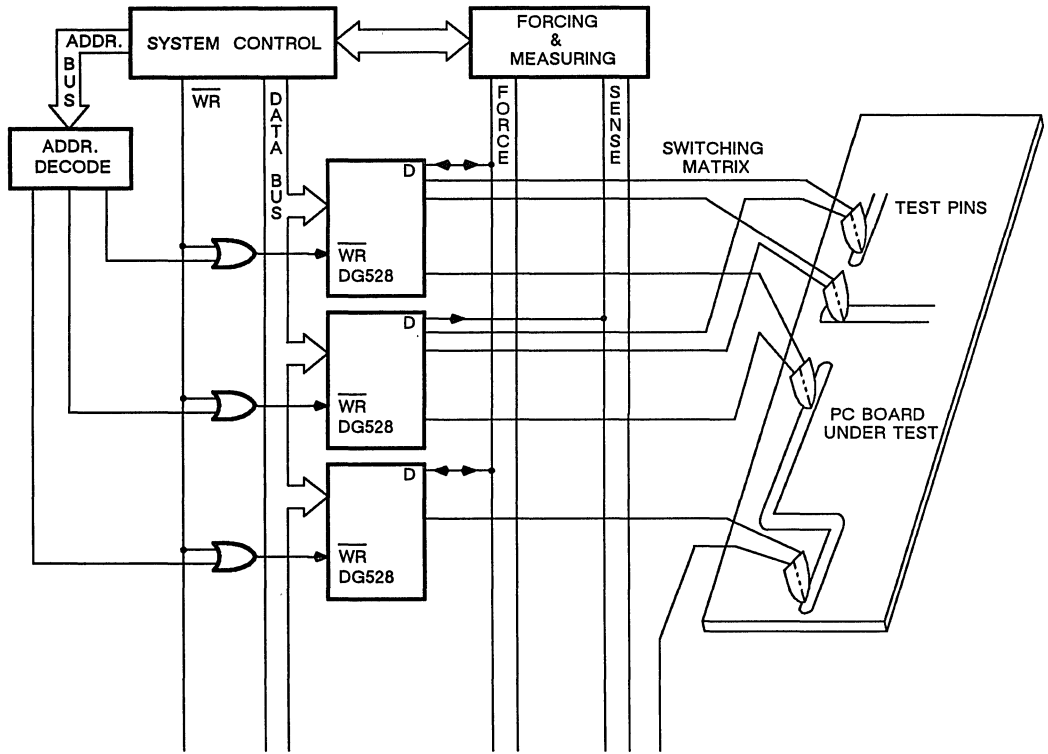 ADDR.
BUS
SYSTEM CONTROL
FORCING
&
MEASURING
WR
DATA BUS
FORCE
SENSE
ADDR.
DECODE
SWITCHING
MATRIX
TEST PINS
D
WR
DG528
D
WR
DG528
PC BOARD
UNDER TEST
D
WR
DG528